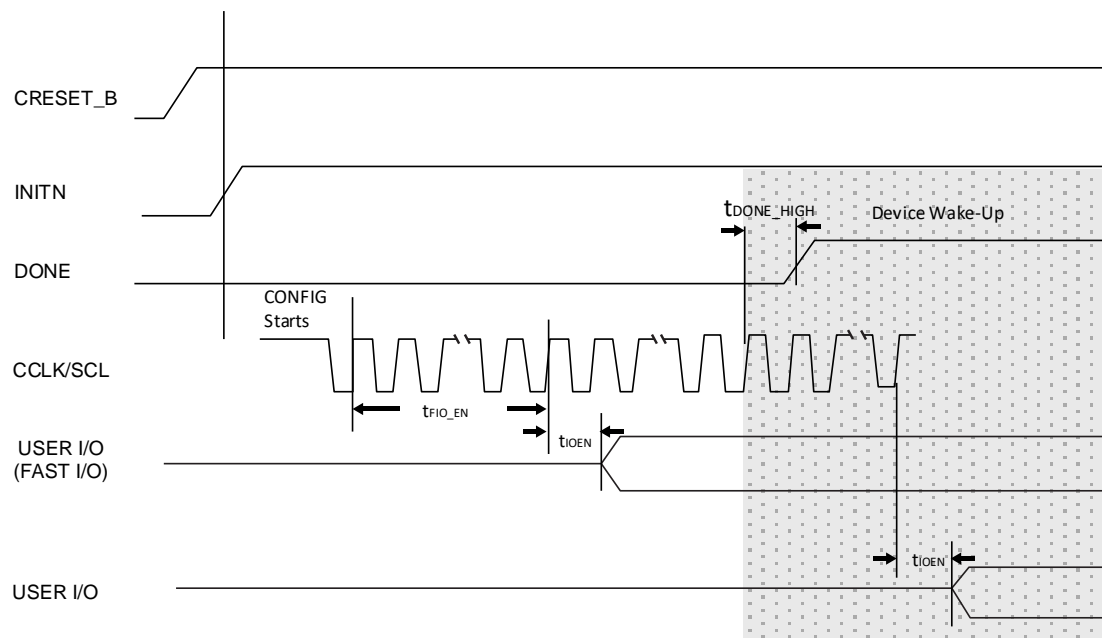 CRESET_B
INITN
tDONE_HIGH
Device Wake-Up
DONE
CONFIG
Starts
CCLK/SCL
tFIO_EN
USER I/O
(FAST I/O)
tIOEN
tIOEN
USER I/O